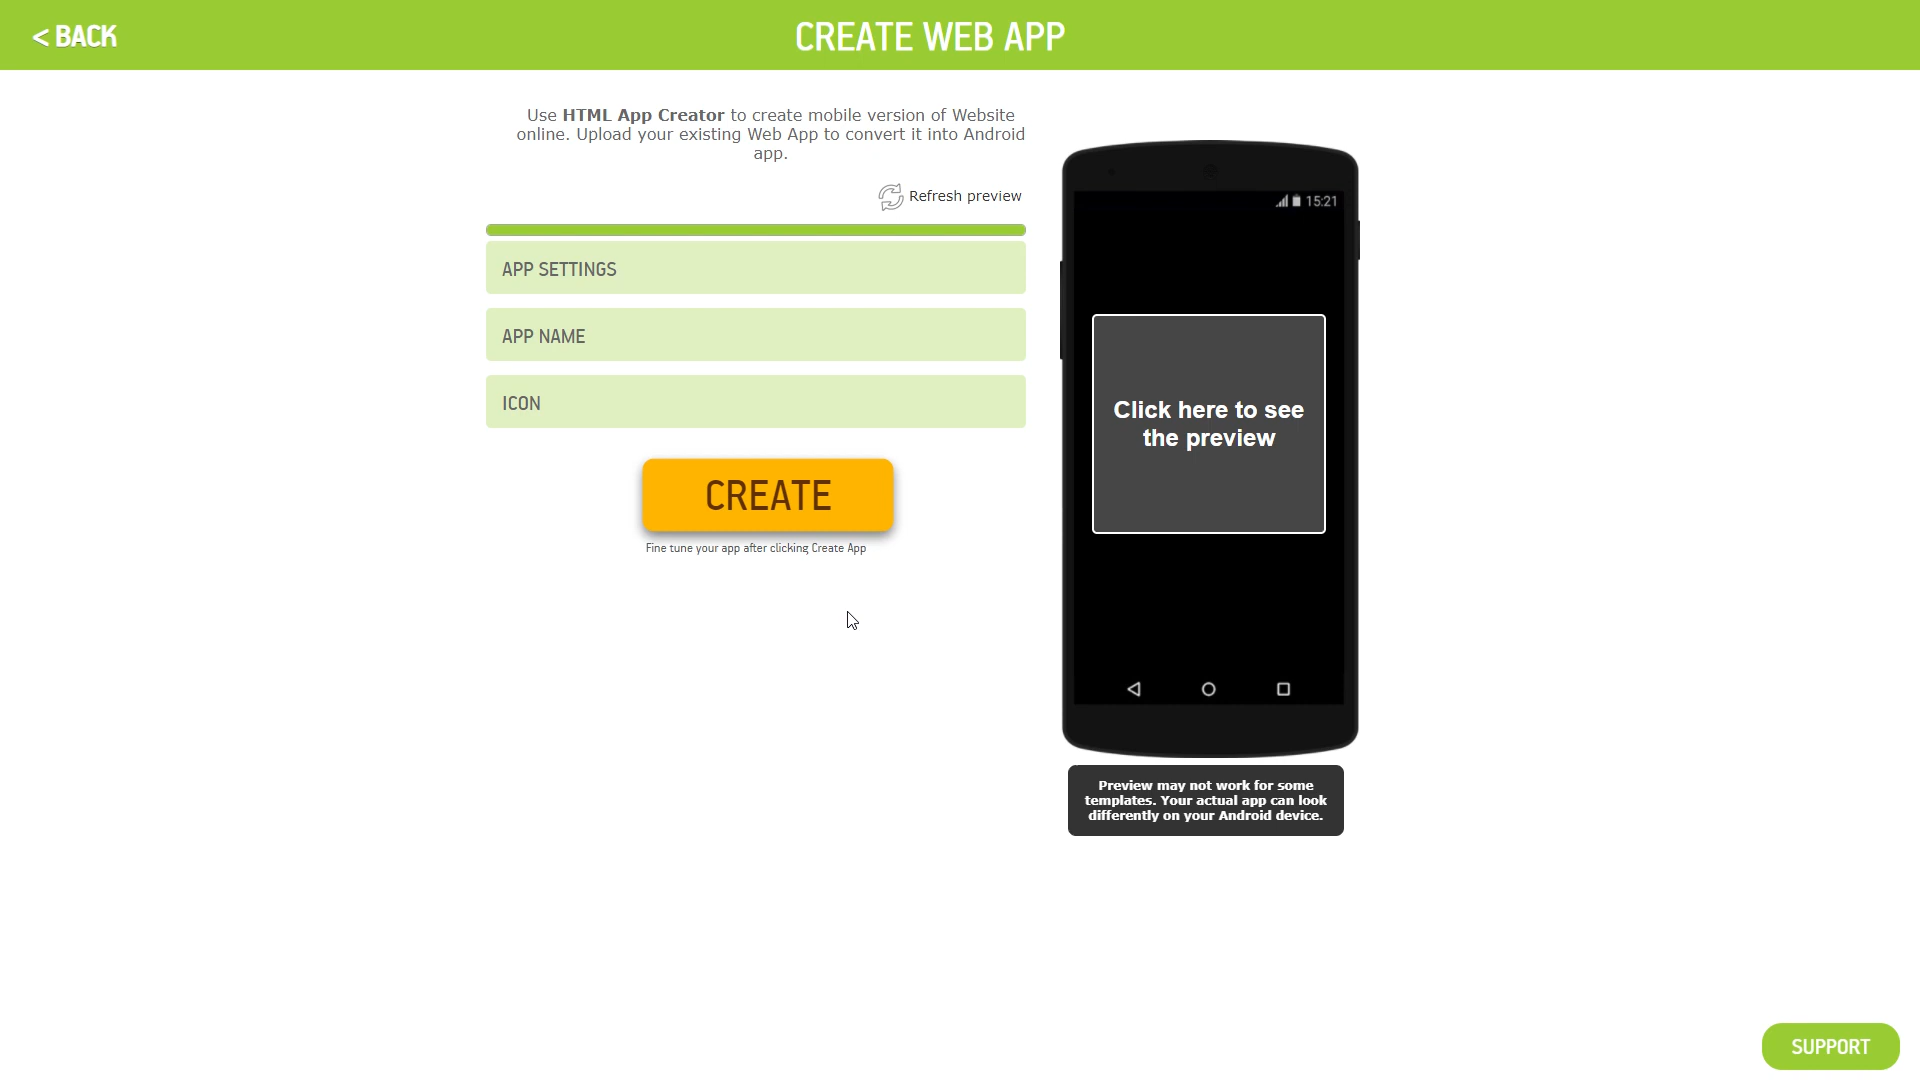 < BACK
CREATE WEB APP
Use HTML App Creator to create mobile version of Website
online. Upload your existing Web App to convert it into Android
app.
Refresh preview
APP SETTINGS
APP NAME
ICON
CREATE
Fine tune your app after clicking Create App
15:21
Click here to see
the preview
Preview may not work for some
templates. Your actual app can look
differently on your Android device.
SUPPORT